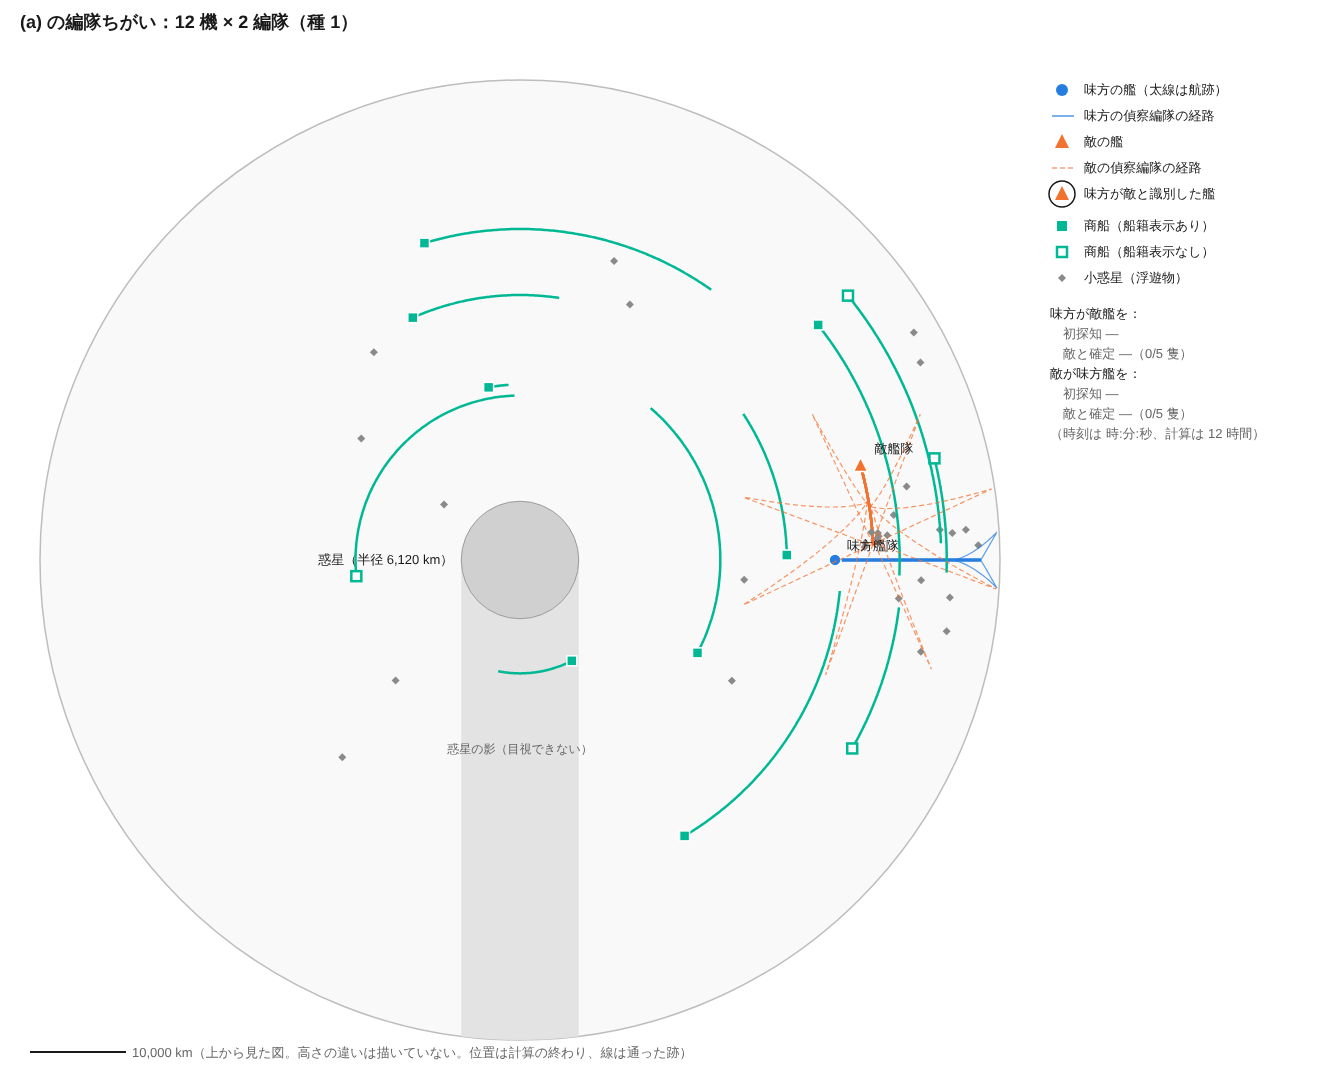 (a) の編隊ちがい：12 機 × 2 編隊（種 1）
味方の艦（太線は航跡）
味方の偵察編隊の経路
敵の艦
敵の偵察編隊の経路
味方が敵と識別した艦
商船（船籍表示あり）
商船（船籍表示なし）
小惑星（浮遊物）
味方が敵艦を：
初探知 —
敵と確定 —（0/5 隻）
敵が味方艦を：
初探知 —
敵と確定 —（0/5 隻）
（時刻は 時:分:秒、計算は 12 時間）
敵艦隊
味方艦隊
惑星（半径 6,120 km）
惑星の影（目視できない）
10,000 km（上から見た図。高さの違いは描いていない。位置は計算の終わり、線は通った跡）